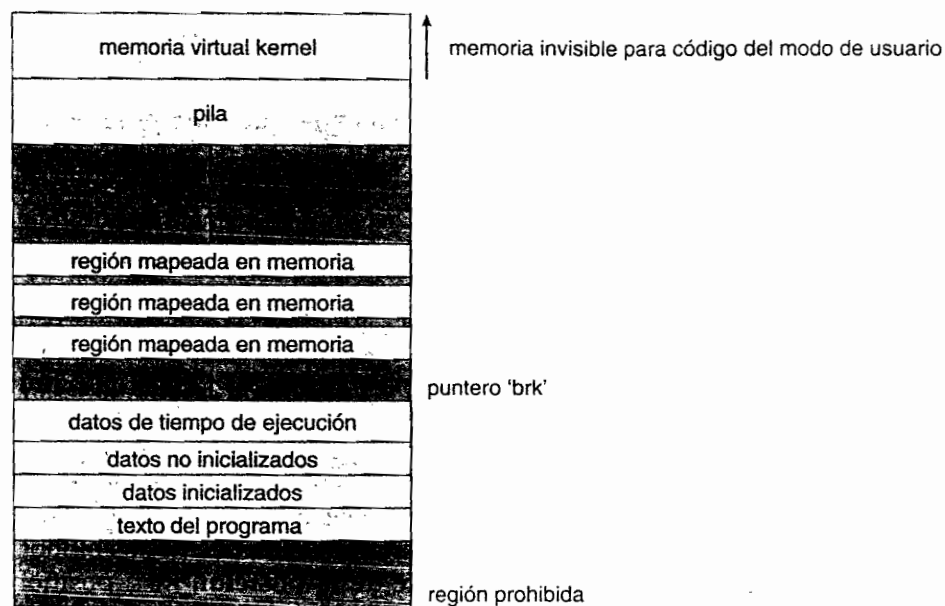 memoria virtual kernel
memoria invisible para código del modo de usuario
pila
región mapeada en memoria
región mapeada en memoria
región mapeada en memoria
puntero ‘brk’
datos de tiempo de ejecución
datos no inicializados
datos inicializados
texto del programa
región prohibida